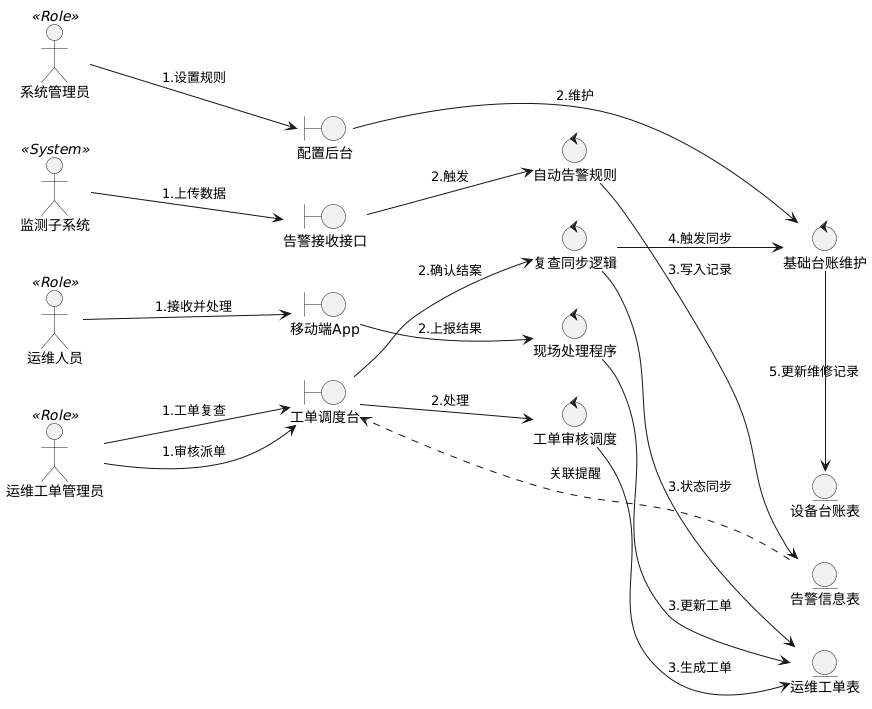 «Role»
系统管理员
1.设置规则
配置后台
2.维护
«System»
监测子系统
1.上传数据
告警接收接口
2.触发
自动告警规则
复查同步逻辑
4.触发同步
基础台账维护
3.写入记录
2.确认结案
«Role»
运维人员
1.接收并处理
移动端App
2.上报结果
现场处理程序
5.更新维修记录
«Role»
运维工单管理员
1.工单复查
1.审核派单
工单调度台
2.处理
工单审核调度
关联提醒
3.状态同步
设备台账表
告警信息表
3.更新工单
3.生成工单
运维工单表